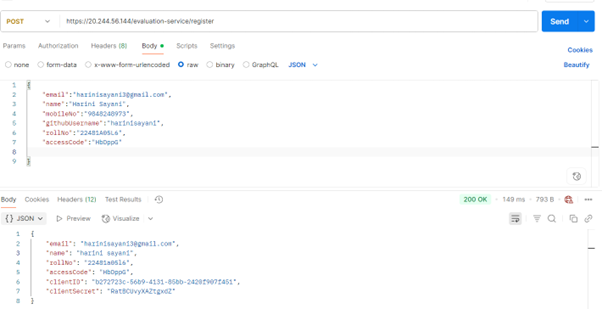 POST https://20.244.56.144/evaluation-service/register Send
Params Authorization Headers (8) Body Scripts Settings Cookies
none form-data x-www-form-urlencoded raw binary GraphQL JSON Beautify
1 {
2 "email":"harinisayani3@gmail.com",
3 "name":"Harini Sayani",
4 "mobileNo":"9848248973",
5 "githubUsername":"harinisayani",
6 "rollNo":"22481A05L6",
7 "accessCode":"HbDppG"
8
9 }
Body Cookies Headers (12) Test Results 200 OK 149 ms 793 B
{} JSON Preview Visualize
1 {
2 "email": "harinisayani3@gmail.com",
3 "name": "harini sayani",
4 "rollNo": "22481a05l6",
5 "accessCode": "HbDppG",
6 "clientID": "b272723c-56b9-4131-85bb-2420f907f451",
7 "clientSecret": "RatBCUvyXAZtgxdZ"
8 }